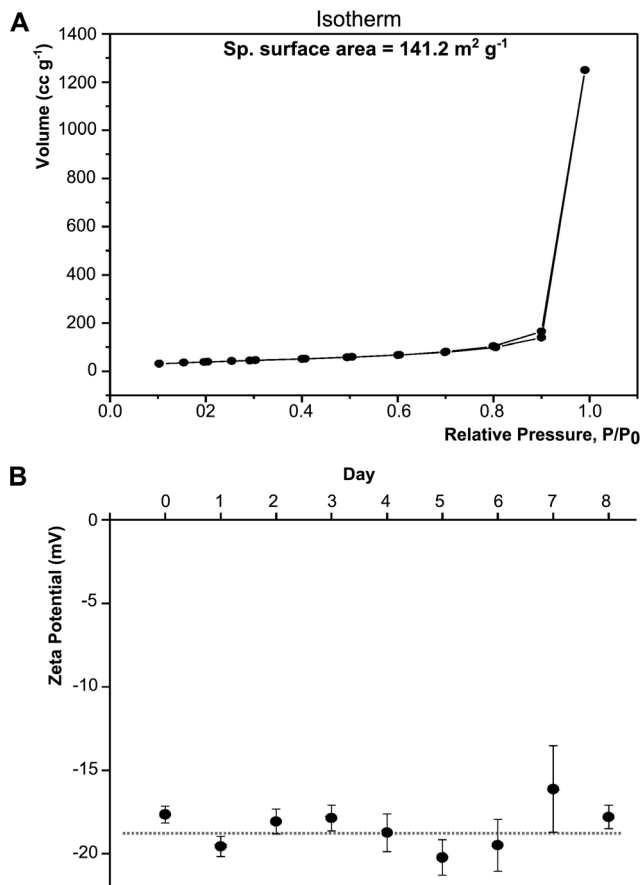 A
Isotherm
Sp. surface area = 141.2 m² g⁻¹
Volume (cc g⁻¹)
1400
1200
1000
800
600
400
200
0
0.0 02 0.4 0.6 0.8 1.0
Relative Pressure, P/P₀
B
Day
0 1 2 3 4 5 6 7 8
Zeta Potential (mV)
0
-5
-10
-15
-20